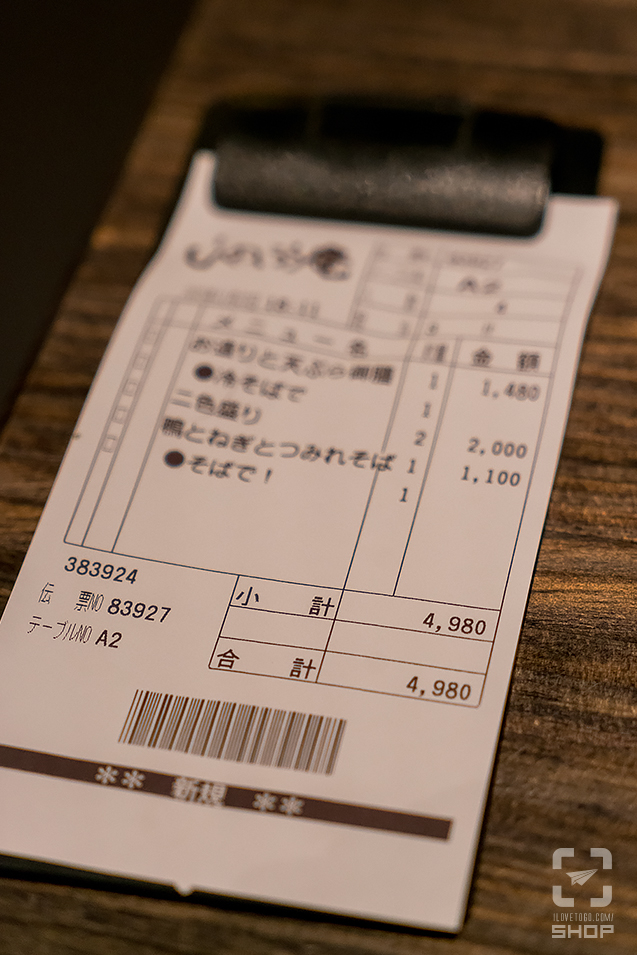 メニュー名 数量 金額
お造りと天ぷら御膳 1 1,880
●冷そばで 1
二色盛り 2 2,000
鴨とねぎとつみれそば 1 1,100
●そばで！ 1
383924
伝票NO 83927
テーブルNO A2
小計 4,980
合計 4,980
** 新規 **
ILOVETOGO.COM/
SHOP